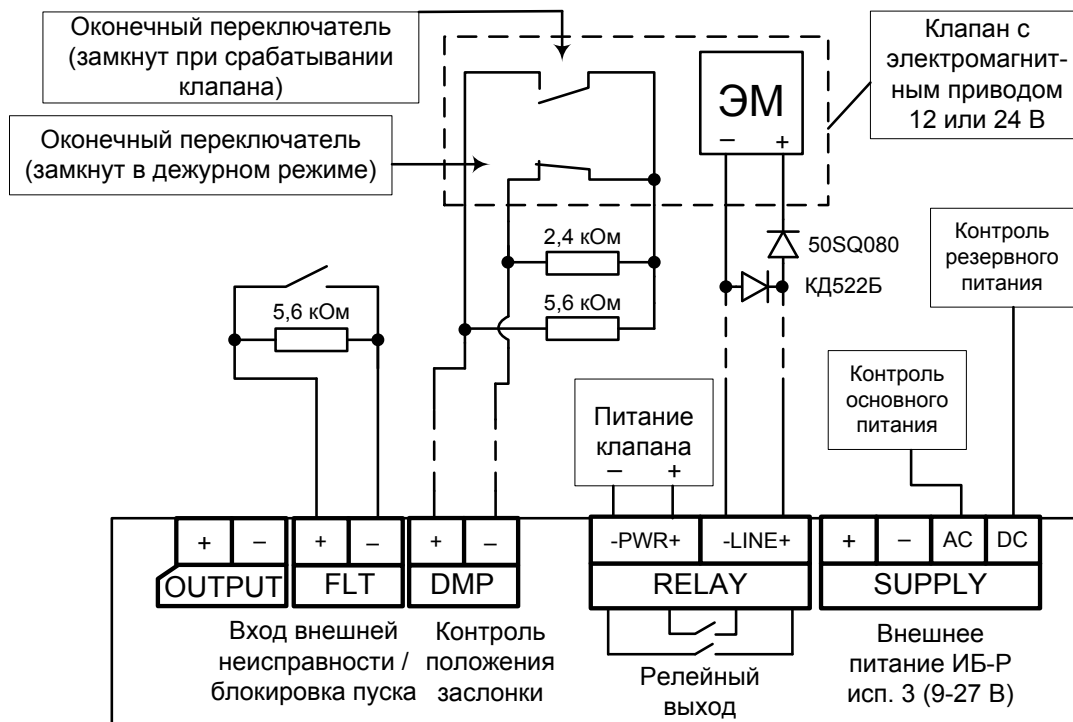 Оконечный переключатель
(замкнут при срабатывании
клапана)
Оконечный переключатель
(замкнут в дежурном режиме)
ЭМ
– +
Клапан с
электромагнит-
ным приводом
12 или 24 В
2,4 кОм
5,6 кОм
5,6 кОм
50SQ080
КД522Б
Контроль
резервного
питания
Контроль
основного
питания
Питание
клапана
– +
+ –
OUTPUT
+ –
FLT
+ –
DMP
-PWR+ -LINE+
RELAY
+ – AC DC
SUPPLY
Вход внешней
неисправности /
блокировка пуска
Контроль
положения
заслонки
Релейный
выход
Внешнее
питание ИБ-Р
исп. 3 (9-27 В)